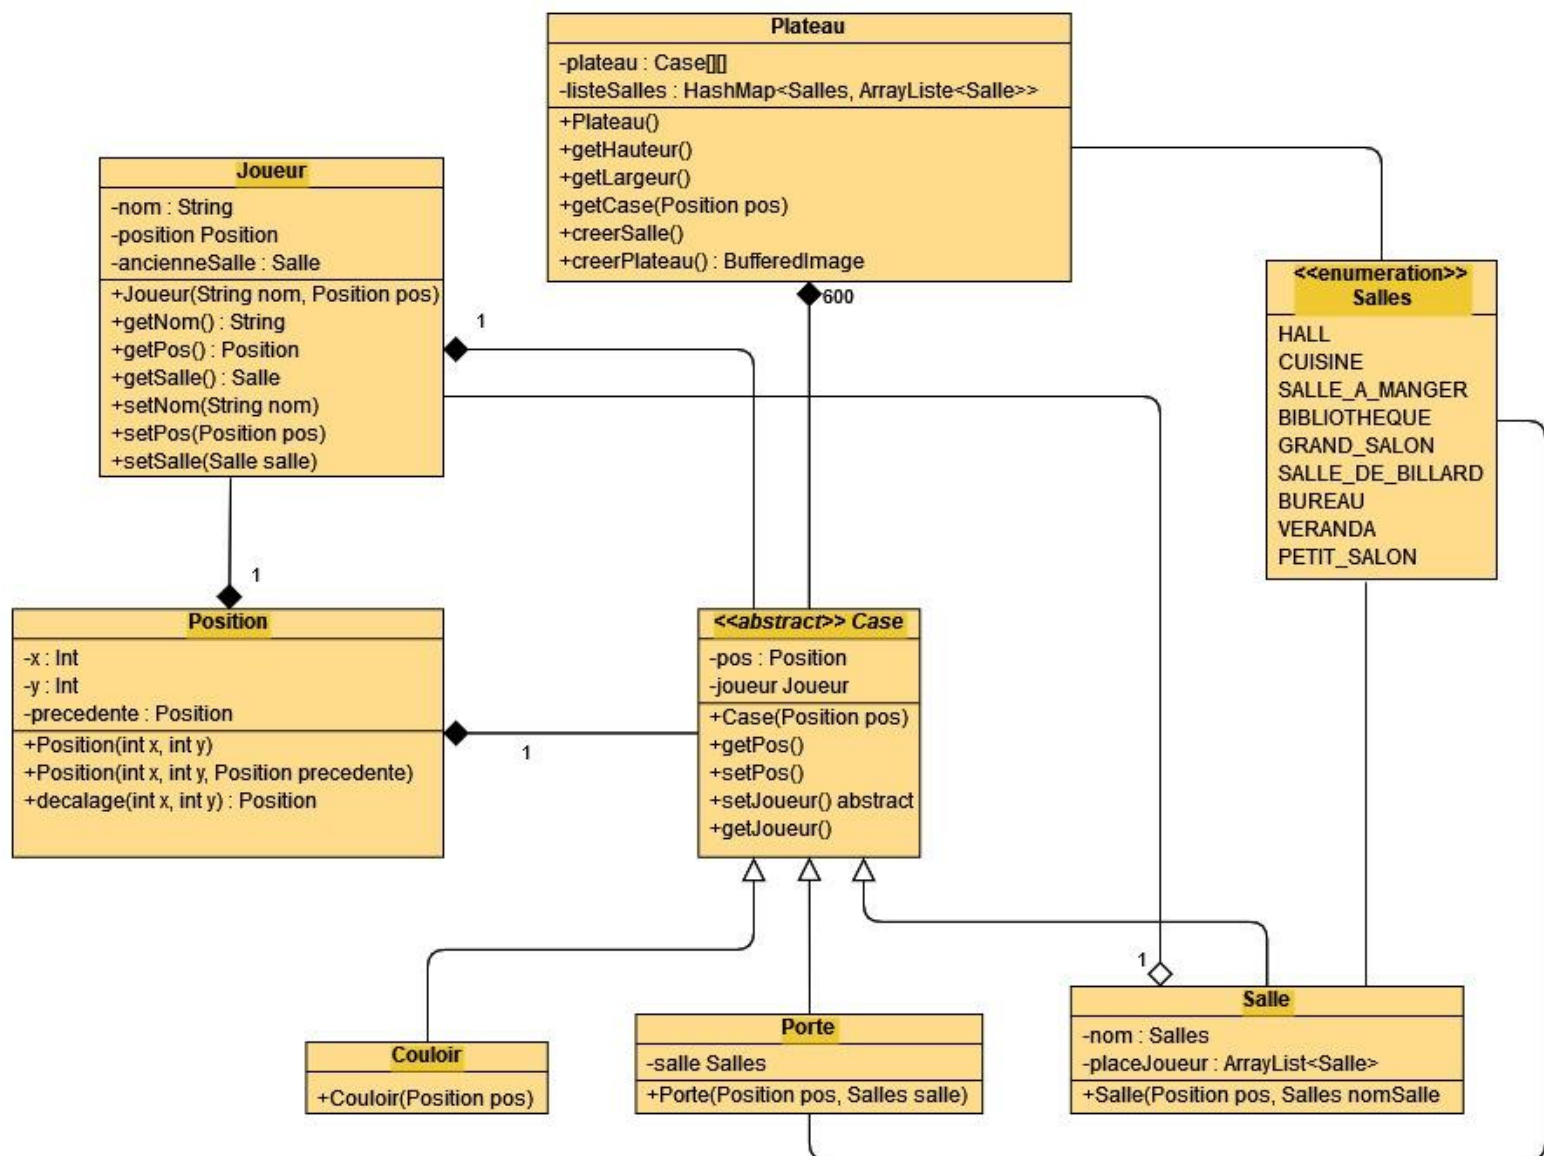 Plateau
-plateau : Case[][]
-listeSalles : HashMap<Salles, ArrayListe<Salle>>
+Plateau()
+getHauteur()
+getLargeur()
+getCase(Position pos)
+creerSalle()
+creerPlateau() : BufferedImage
600
Joueur
-nom : String
-position Position
-ancienneSalle : Salle
+Joueur(String nom, Position pos)
+getNom() : String
+getPos() : Position
+getSalle() : Salle
+setNom(String nom)
+setPos(Position pos)
+setSalle(Salle salle)
1
1
<<enumeration>>
Salles
HALL
CUISINE
SALLE_A_MANGER
BIBLIOTHEQUE
GRAND_SALON
SALLE_DE_BILLARD
BUREAU
VERANDA
PETIT_SALON
Position
-x : Int
-y : Int
-precedente : Position
+Position(int x, int y)
+Position(int x, int y, Position precedente)
+decalage(int x, int y) : Position
1
<<abstract>> Case
-pos : Position
-joueur Joueur
+Case(Position pos)
+getPos()
+setPos()
+setJoueur() abstract
+getJoueur()
1
Couloir
+Couloir(Position pos)
Porte
-salle Salles
+Porte(Position pos, Salles salle)
Salle
-nom : Salles
-placeJoueur : ArrayList<Salle>
+Salle(Position pos, Salles nomSalle